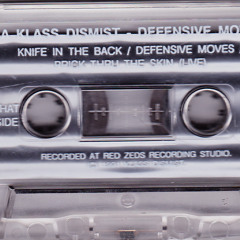 A KLASS DISMIST - DEFENSIVE MO
KNIFE IN THE BACK / DEFENSIVE MOVES /
PRICK THRU THE SKIN (LIVE)
HAT
SIDE
RECORDED AT RED ZEDS RECORDING STUDIO.